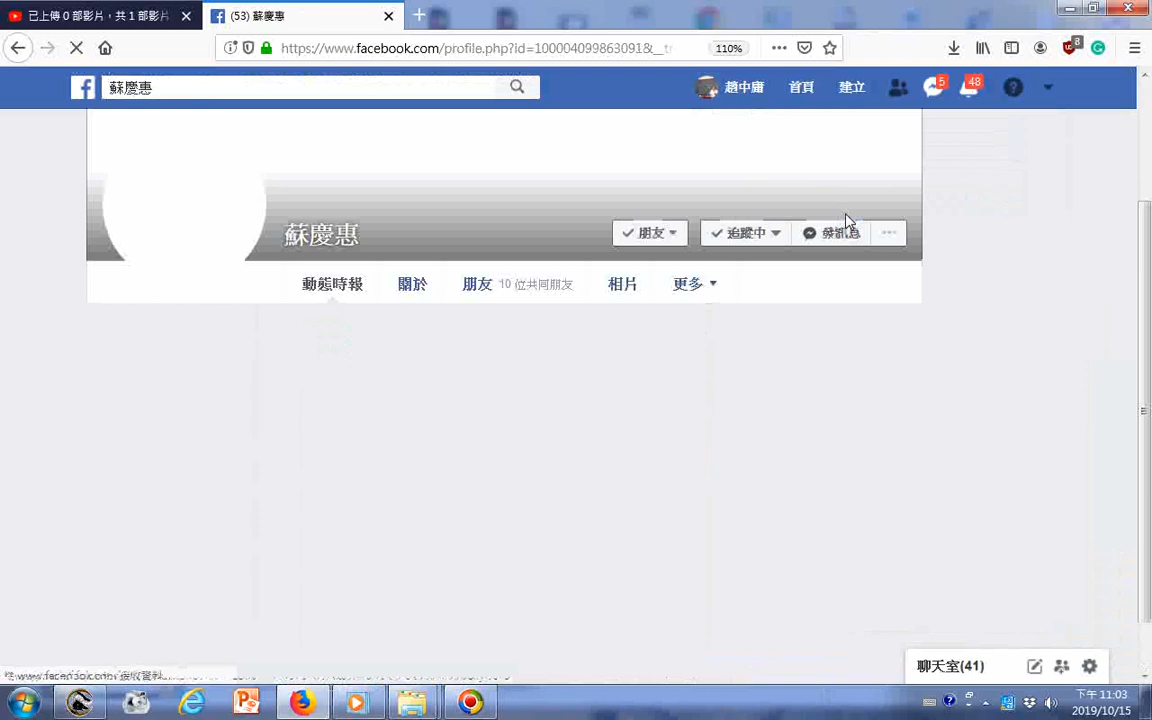 已上傳 0 部影片，共 1 部影片
(53) 蘇慶惠
https://www.facebook.com/profile.php?id=100004099863091&__tr
110%
8
蘇慶惠
趙中庸
首頁
建立
5
48
蘇慶惠
朋友
追蹤中
發訊息
動態時報
關於
朋友 10 位共同朋友
相片
更多
聊天室(41)
下午 11:03
2019/10/15